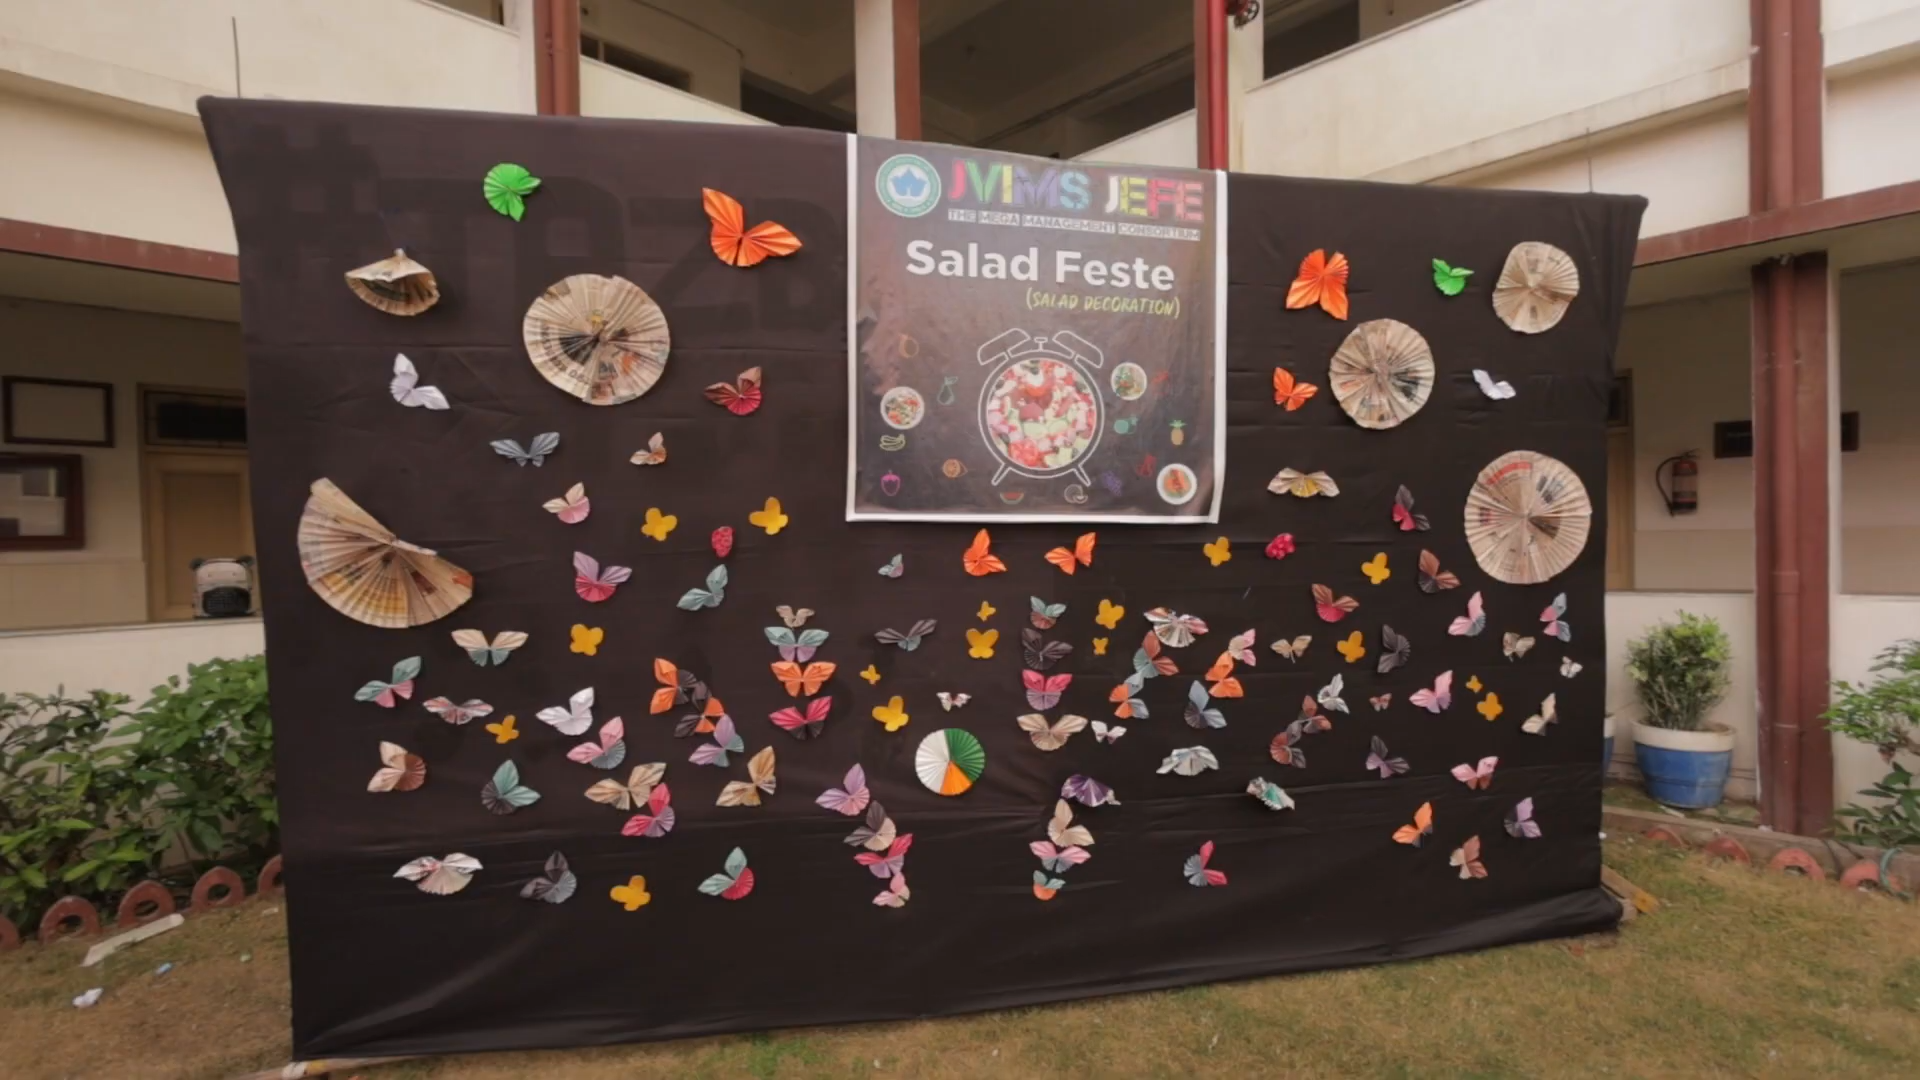 JVIMS JEFE
THE MEGA MANAGEMENT CONSORTIUM
Salad Feste
(SALAD DECORATION)